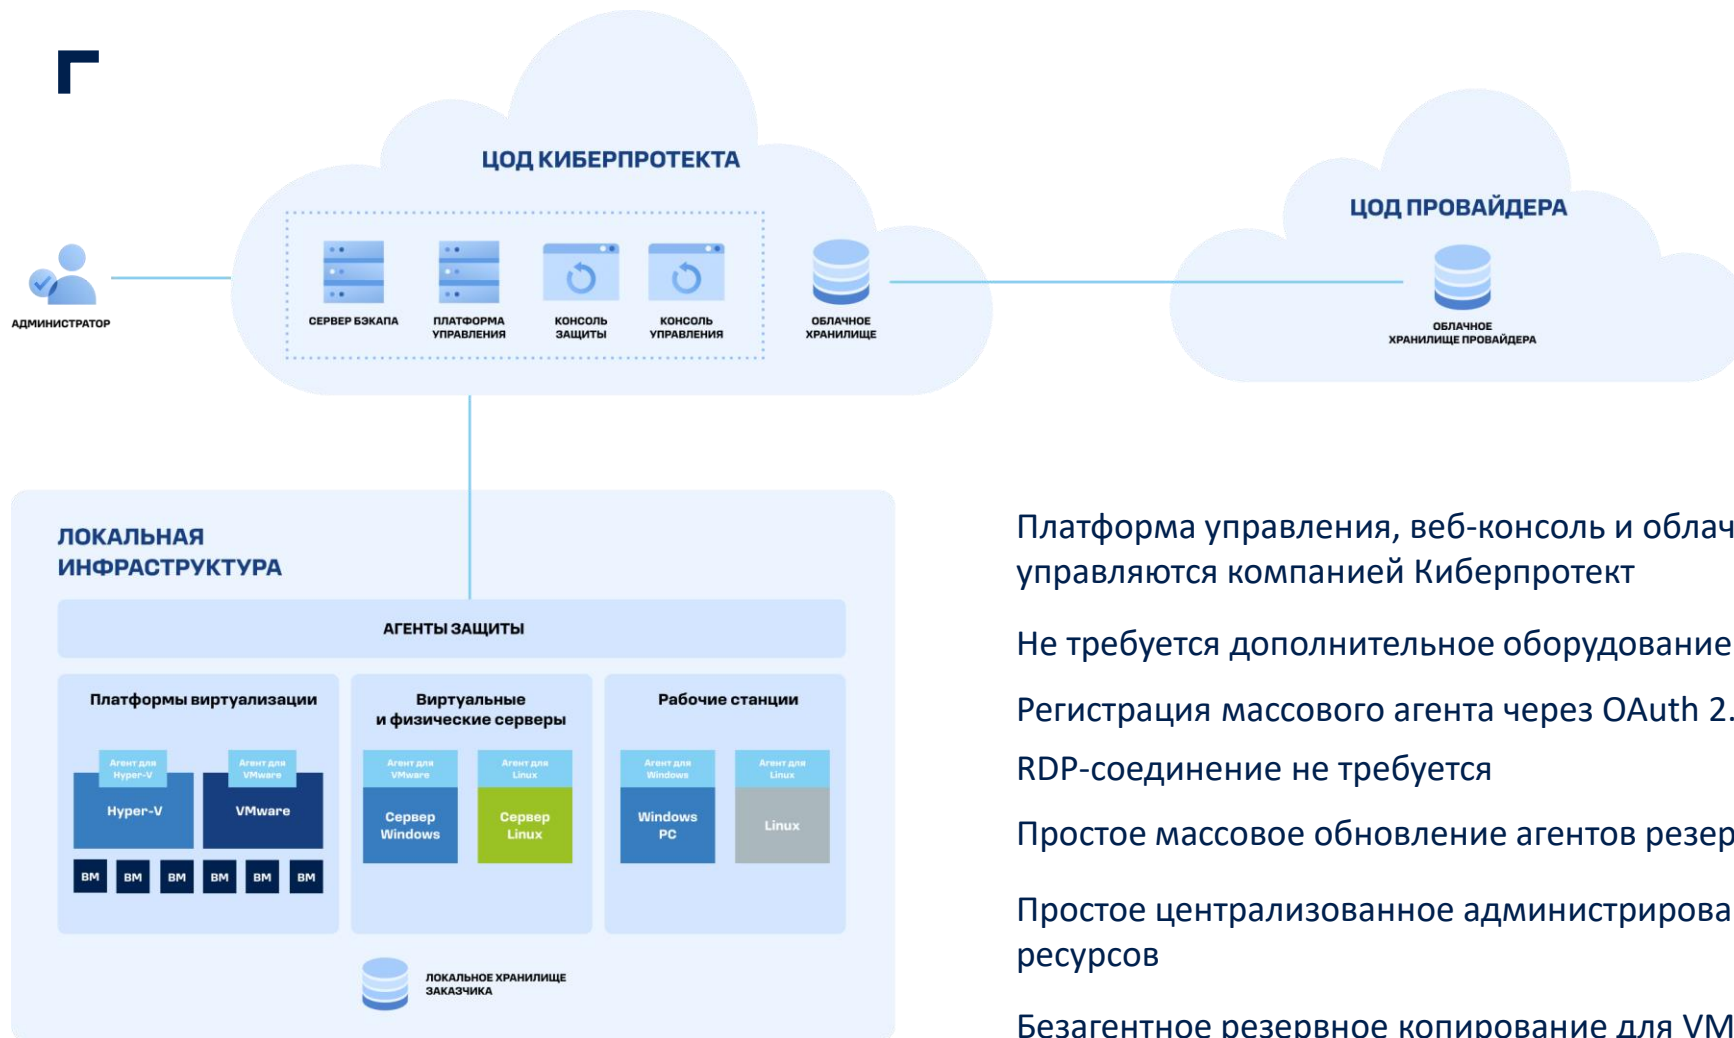 ЦОД КИБЕРПРОТЕКТА
ЦОД ПРОВАЙДЕРА
АДМИНИСТРАТОР
СЕРВЕР БЭКАПА
ПЛАТФОРМА
УПРАВЛЕНИЯ
КОНСОЛЬ
ЗАЩИТЫ
КОНСОЛЬ
УПРАВЛЕНИЯ
ОБЛАЧНОЕ
ХРАНИЛИЩЕ
ОБЛАЧНОЕ
ХРАНИЛИЩЕ ПРОВАЙДЕРА
ЛОКАЛЬНАЯ
ИНФРАСТРУКТУРА
АГЕНТЫ ЗАЩИТЫ
Платформы виртуализации
Агент для
Hyper-V
Агент для
VMware
Hyper-V
VMware
ВМ ВМ ВМ ВМ ВМ ВМ
Виртуальные
и физические серверы
Агент для
VMware
Агент для
Linux
Сервер
Windows
Сервер
Linux
Рабочие станции
Агент для
Windows
Агент для
Linux
Windows
PC
Linux
ЛОКАЛЬНОЕ ХРАНИЛИЩЕ
ЗАКАЗЧИКА
Платформа управления, веб-консоль и облач
управляются компанией Киберпротект
Не требуется дополнительное оборудование
Регистрация массового агента через OAuth 2.
RDP-соединение не требуется
Простое массовое обновление агентов резер
Простое централизованное администрирова
ресурсов
Безагентное резервное копирование для VM